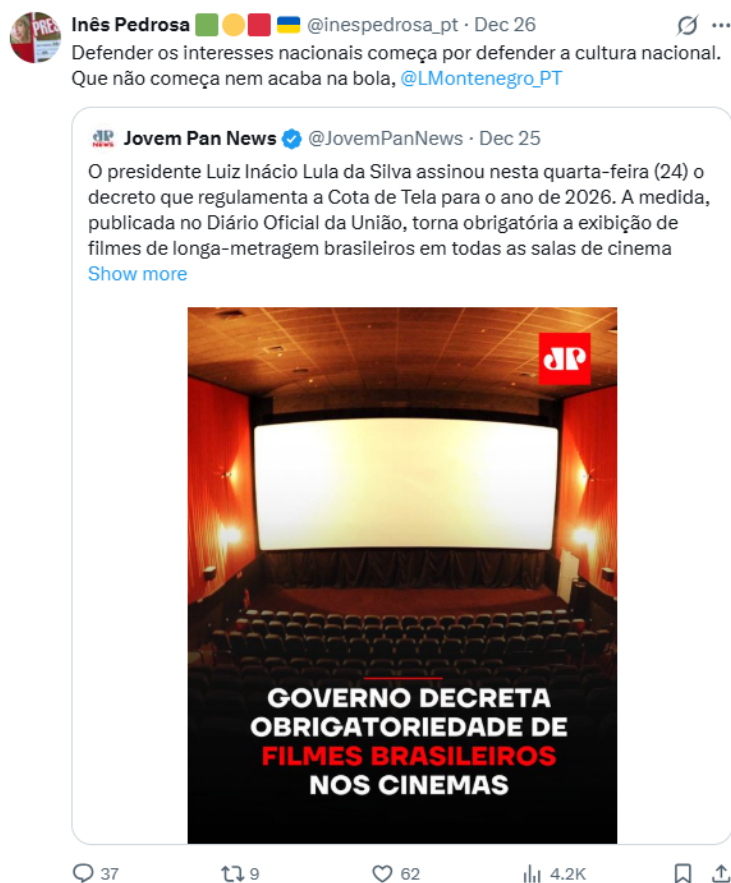 Inês Pedrosa 🟩🟡🟥 🇺🇦 @inespedrosa_pt · Dec 26
Defender os interesses nacionais começa por defender a cultura nacional.
Que não começa nem acaba na bola, @LMontenegro_PT
Jovem Pan News @JovemPanNews · Dec 25
O presidente Luiz Inácio Lula da Silva assinou nesta quarta-feira (24) o
decreto que regulamenta a Cota de Tela para o ano de 2026. A medida,
publicada no Diário Oficial da União, torna obrigatória a exibição de
filmes de longa-metragem brasileiros em todas as salas de cinema
Show more
JP
GOVERNO DECRETA
OBRIGATORIEDADE DE
FILMES BRASILEIROS
NOS CINEMAS
37 9 62 4.2K